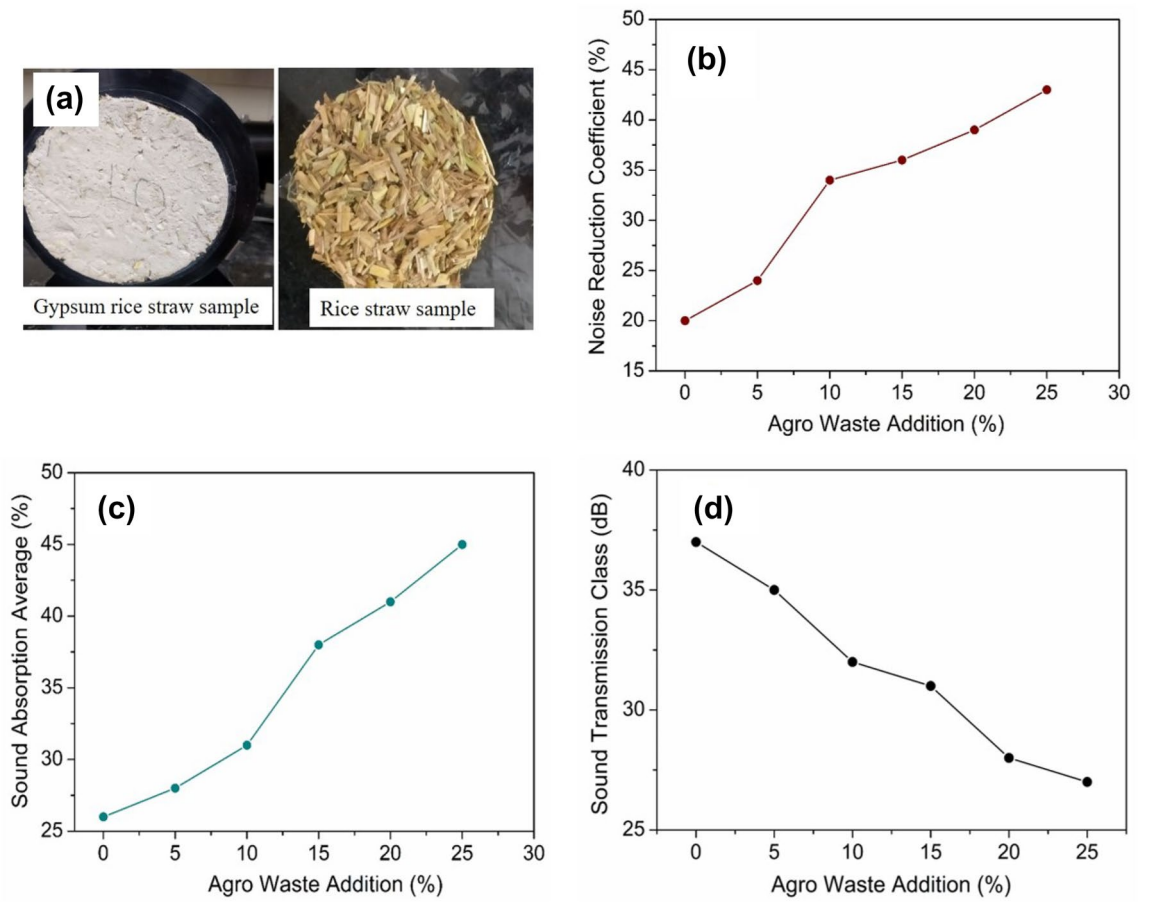 (a)
Gypsum rice straw sample
Rice straw sample
(b)
Noise Reduction Coefficient (%)
50
45
40
35
30
25
20
15
0 5 10 15 20 25 30
Agro Waste Addition (%)
(c)
Sound Absorption Average (%)
50
45
40
35
30
25
0 5 10 15 20 25 30
Agro Waste Addition (%)
(d)
Sound Transmission Class (dB)
40
35
30
25
0 5 10 15 20 25
Agro Waste Addition (%)